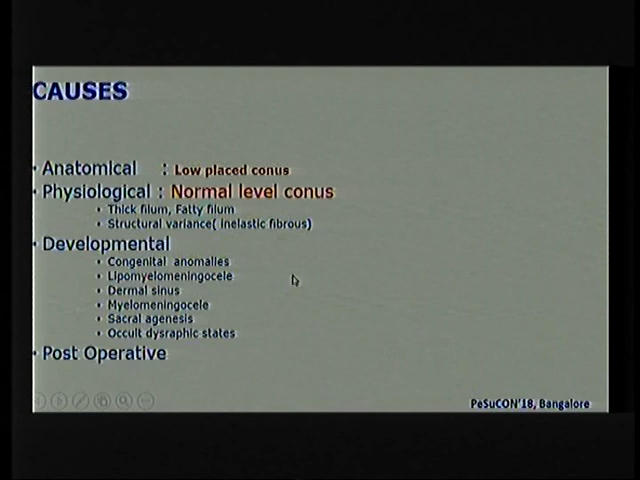 CAUSES
• Anatomical : Low placed conus
• Physiological : Normal level conus
• Thick filum, Fatty filum
• Structural variance( inelastic fibrous)
• Developmental
• Congenital anomalies
• Lipomyelomeningocele
• Dermal sinus
• Myelomeningocele
• Sacral agenesis
• Occult dysraphic states
• Post Operative
PeSuCON'18, Bangalore